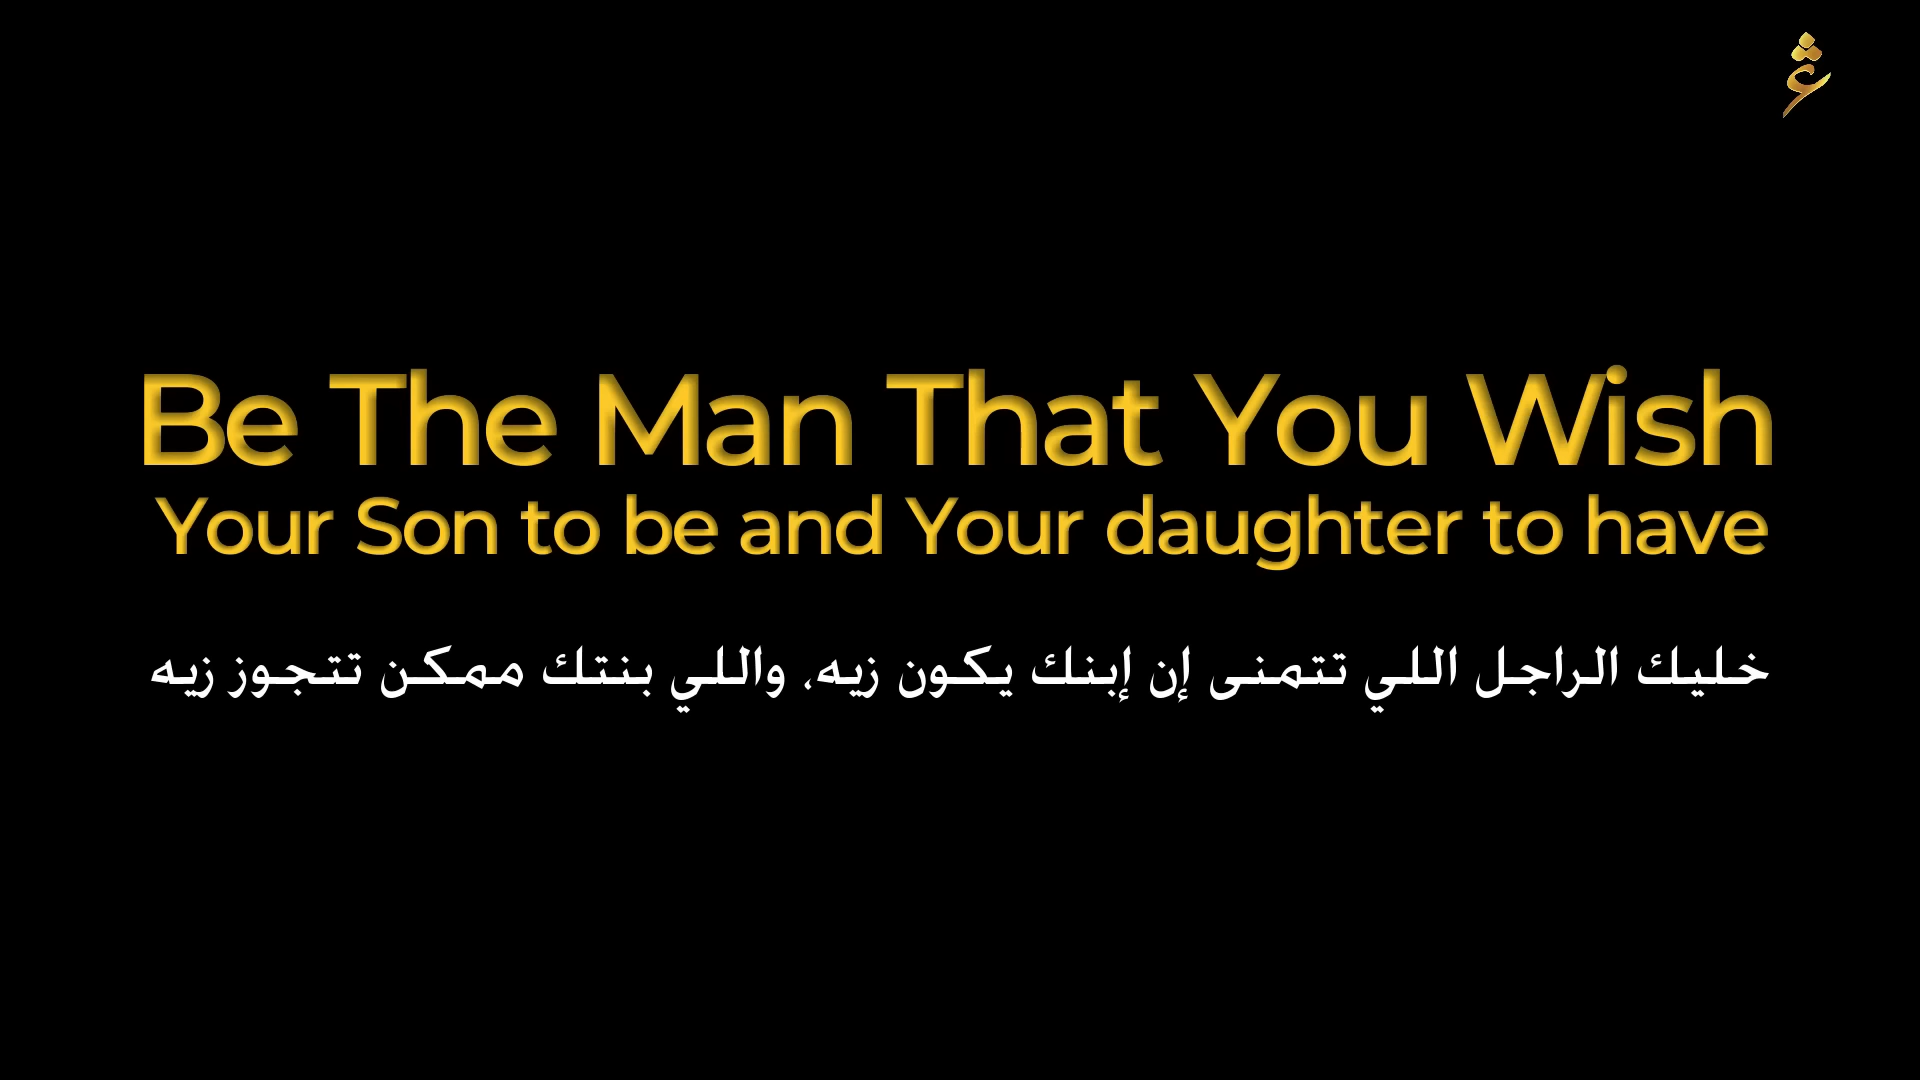 Be The Man That You Wish
Your Son to be and Your daughter to have
خليك الراجل اللي تتمنى إن إبنك يكون زيه، واللي بنتك ممكن تتجوز زيه